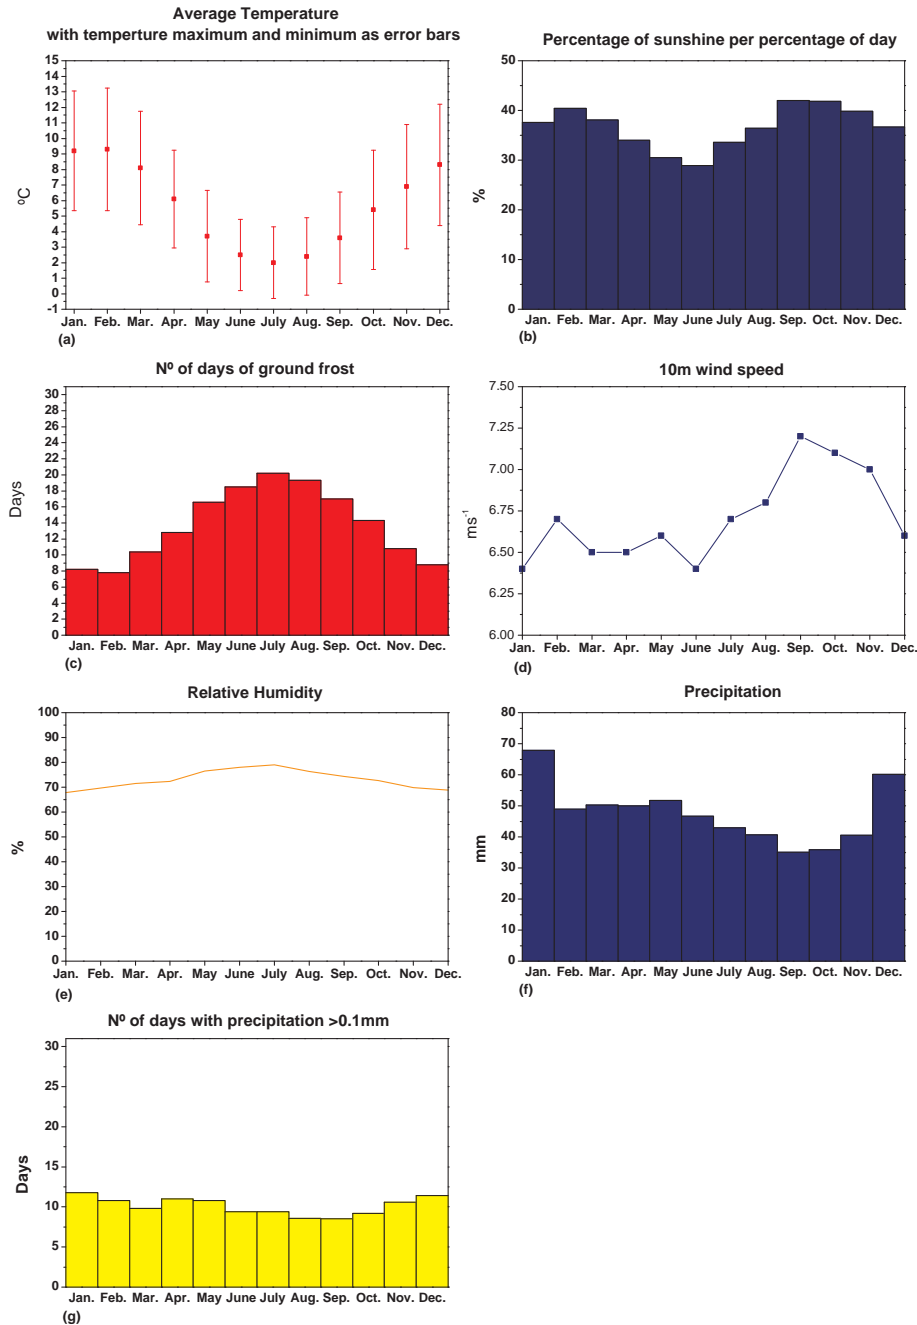 Average Temperature
with temperture maximum and minimum as error bars
15
14
13
12
11
10
9
8
7
6
5
4
3
2
1
0
-1
ºC
Jan. Feb. Mar. Apr. May June July Aug. Sep. Oct. Nov. Dec.
(a)
Percentage of sunshine per percentage of day
50
40
30
20
10
0
%
Jan. Feb. Mar. Apr. May June July Aug. Sep. Oct. Nov. Dec.
(b)
Nº of days of ground frost
30
28
26
24
22
20
18
16
14
12
10
8
6
4
2
0
Days
Jan. Feb. Mar. Apr. May June July Aug. Sep. Oct. Nov. Dec.
(c)
10m wind speed
7.50
7.25
7.00
6.75
6.50
6.25
6.00
ms⁻¹
Jan. Feb. Mar. Apr. May June July Aug. Sep. Oct. Nov. Dec.
(d)
Relative Humidity
100
90
80
70
60
50
40
30
20
10
0
%
Jan. Feb. Mar. Apr. May June July Aug. Sep. Oct. Nov. Dec.
(e)
Precipitation
80
70
60
50
40
30
20
10
0
mm
Jan. Feb. Mar. Apr. May June July Aug. Sep. Oct. Nov. Dec.
(f)
Nº of days with precipitation >0.1mm
30
25
20
15
10
5
0
Days
Jan. Feb. Mar. Apr. May June July Aug. Sep. Oct. Nov. Dec.
(g)